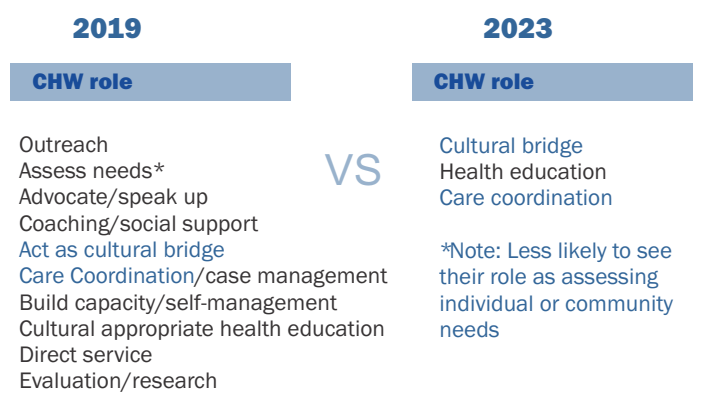 2019
CHW role
Outreach
Assess needs*
Advocate/speak up
Coaching/social support
Act as cultural bridge
Care Coordination/case management
Build capacity/self-management
Cultural appropriate health education
Direct service
Evaluation/research
VS
2023
CHW role
Cultural bridge
Health education
Care coordination
*Note: Less likely to see
their role as assessing
individual or community
needs